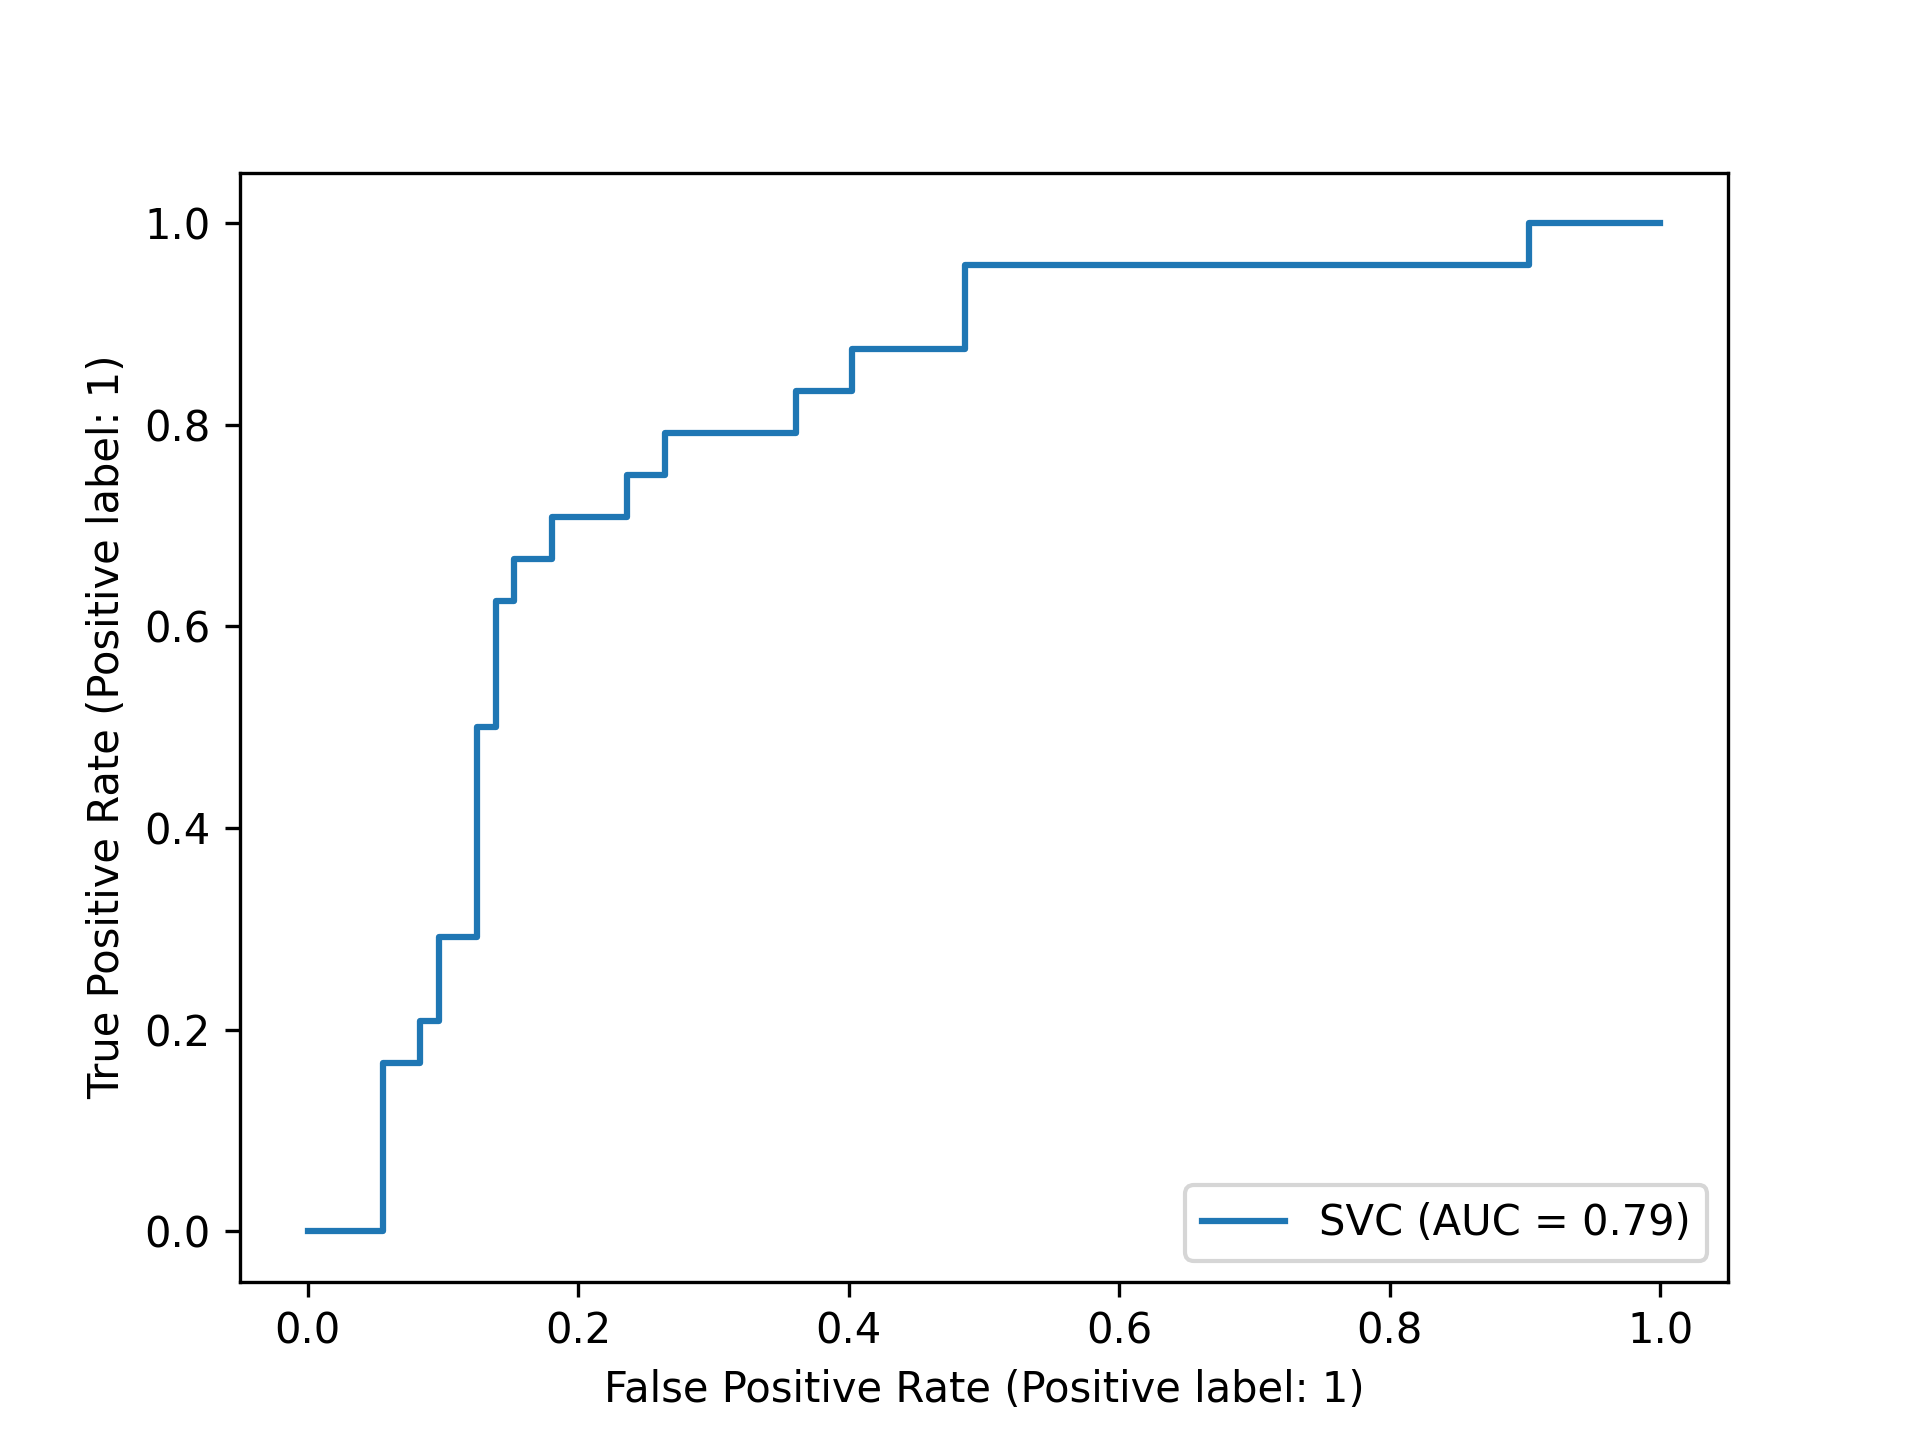 1.0
0.8
0.6
0.4
0.2
0.0
True Positive Rate (Positive label: 1)
SVC (AUC = 0.79)
0.0 0.2 0.4 0.6 0.8 1.0
False Positive Rate (Positive label: 1)